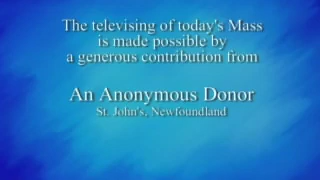 The televising of today's Mass
is made possible by
a generous contribution from
An Anonymous Donor
St. John's, Newfoundland